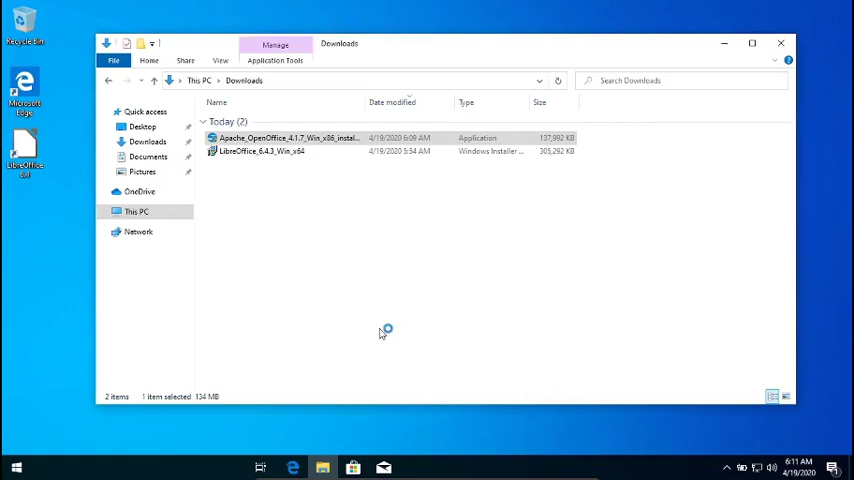 Recycle Bin
Microsoft Edge
LibreOffice 6.4
Manage
Downloads
File
Home
Share
View
Application Tools
This PC
Downloads
Search Downloads
Name
Date modified
Type
Size
Quick access
Desktop
Downloads
Documents
Pictures
OneDrive
This PC
Network
Today (2)
Apache_OpenOffice_4.1.7_Win_x86_instal...
4/19/2020 6:09 AM
Application
137,992 KB
LibreOffice_6.4.3_Win_x64
4/19/2020 5:54 AM
Windows Installer ...
305,292 KB
2 items
1 item selected
134 MB
6:11 AM
4/19/2020
1